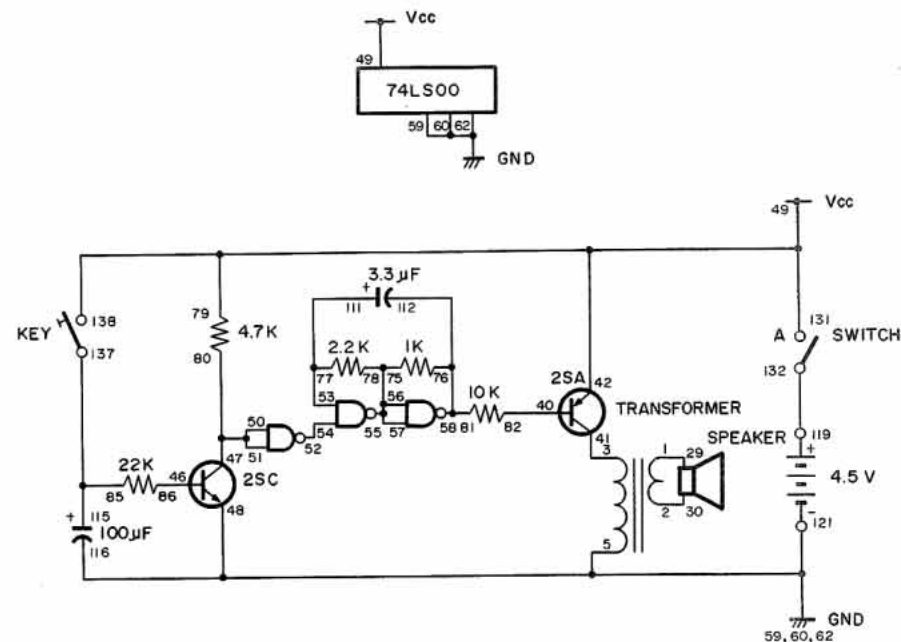 Vcc
49
74LS00
59 60 62
GND
Vcc
49
3.3 µF
+
111 112
138
KEY
137
79
4.7K
80
2.2K 1K
77 78 75 76
131
A SWITCH
132
53 56
10K
2SA 42
50 54 55 57 58 81 82 40 TRANSFORMER
51 52
41
SPEAKER 119
47
3 1 29
+
22K 46 2SC
4.5 V
85 86
48
2 30
-
+ 115
121
100µF
5
116
GND
59, 60, 62